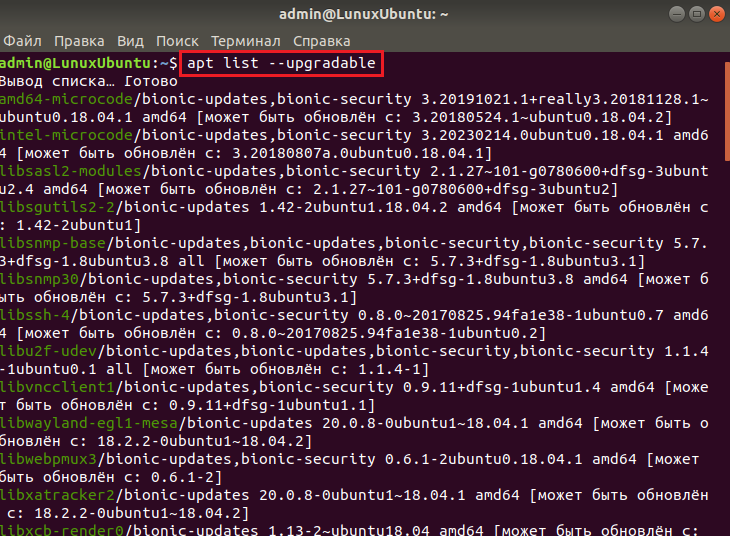 admin@LunuxUbuntu: ~
Файл Правка Вид Поиск Терминал Справка
admin@LunuxUbuntu:~$ apt list --upgradable
Вывод списка… Готово
amd64-microcode/bionic-updates,bionic-security 3.20191021.1+really3.20181128.1~
ubuntu0.18.04.1 amd64 [может быть обновлён с: 3.20180524.1~ubuntu0.18.04.2]
intel-microcode/bionic-updates,bionic-security 3.20230214.0ubuntu0.18.04.1 amd6
4 [может быть обновлён с: 3.20180807a.0ubuntu0.18.04.1]
libsasl2-modules/bionic-updates,bionic-security 2.1.27~101-g0780600+dfsg-3ubunt
u2.4 amd64 [может быть обновлён с: 2.1.27~101-g0780600+dfsg-3ubuntu2]
libsgutils2-2/bionic-updates 1.42-2ubuntu1.18.04.2 amd64 [может быть обновлён с
: 1.42-2ubuntu1]
libsnmp-base/bionic-updates,bionic-updates,bionic-security,bionic-security 5.7.
3+dfsg-1.8ubuntu3.8 all [может быть обновлён с: 5.7.3+dfsg-1.8ubuntu3.1]
libsnmp30/bionic-updates,bionic-security 5.7.3+dfsg-1.8ubuntu3.8 amd64 [может б
ыть обновлён с: 5.7.3+dfsg-1.8ubuntu3.1]
libssh-4/bionic-updates,bionic-security 0.8.0~20170825.94fa1e38-1ubuntu0.7 amd6
4 [может быть обновлён с: 0.8.0~20170825.94fa1e38-1ubuntu0.2]
libu2f-udev/bionic-updates,bionic-updates,bionic-security,bionic-security 1.1.4
-1ubuntu0.1 all [может быть обновлён с: 1.1.4-1]
libvncclient1/bionic-updates,bionic-security 0.9.11+dfsg-1ubuntu1.4 amd64 [може
т быть обновлён с: 0.9.11+dfsg-1ubuntu1.1]
libwayland-egl1-mesa/bionic-updates 20.0.8-0ubuntu1~18.04.1 amd64 [может быть о
бновлён с: 18.2.2-0ubuntu1~18.04.2]
libwebpmux3/bionic-updates,bionic-security 0.6.1-2ubuntu0.18.04.1 amd64 [может
быть обновлён с: 0.6.1-2]
libxatracker2/bionic-updates 20.0.8-0ubuntu1~18.04.1 amd64 [может быть обновлён
с: 18.2.2-0ubuntu1~18.04.2]
libxcb-render0/bionic-updates 1.13-2~ubuntu18.04 amd64 [может быть обновлён с: